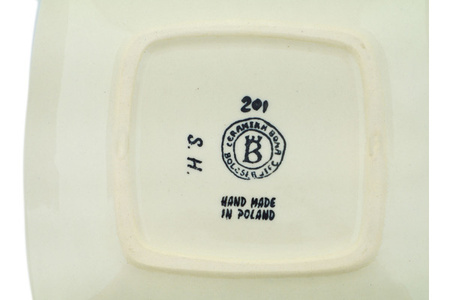 201
CERAMIKA BONA
BOLESŁAWIEC
B
S. H.
HAND MADE
IN POLAND